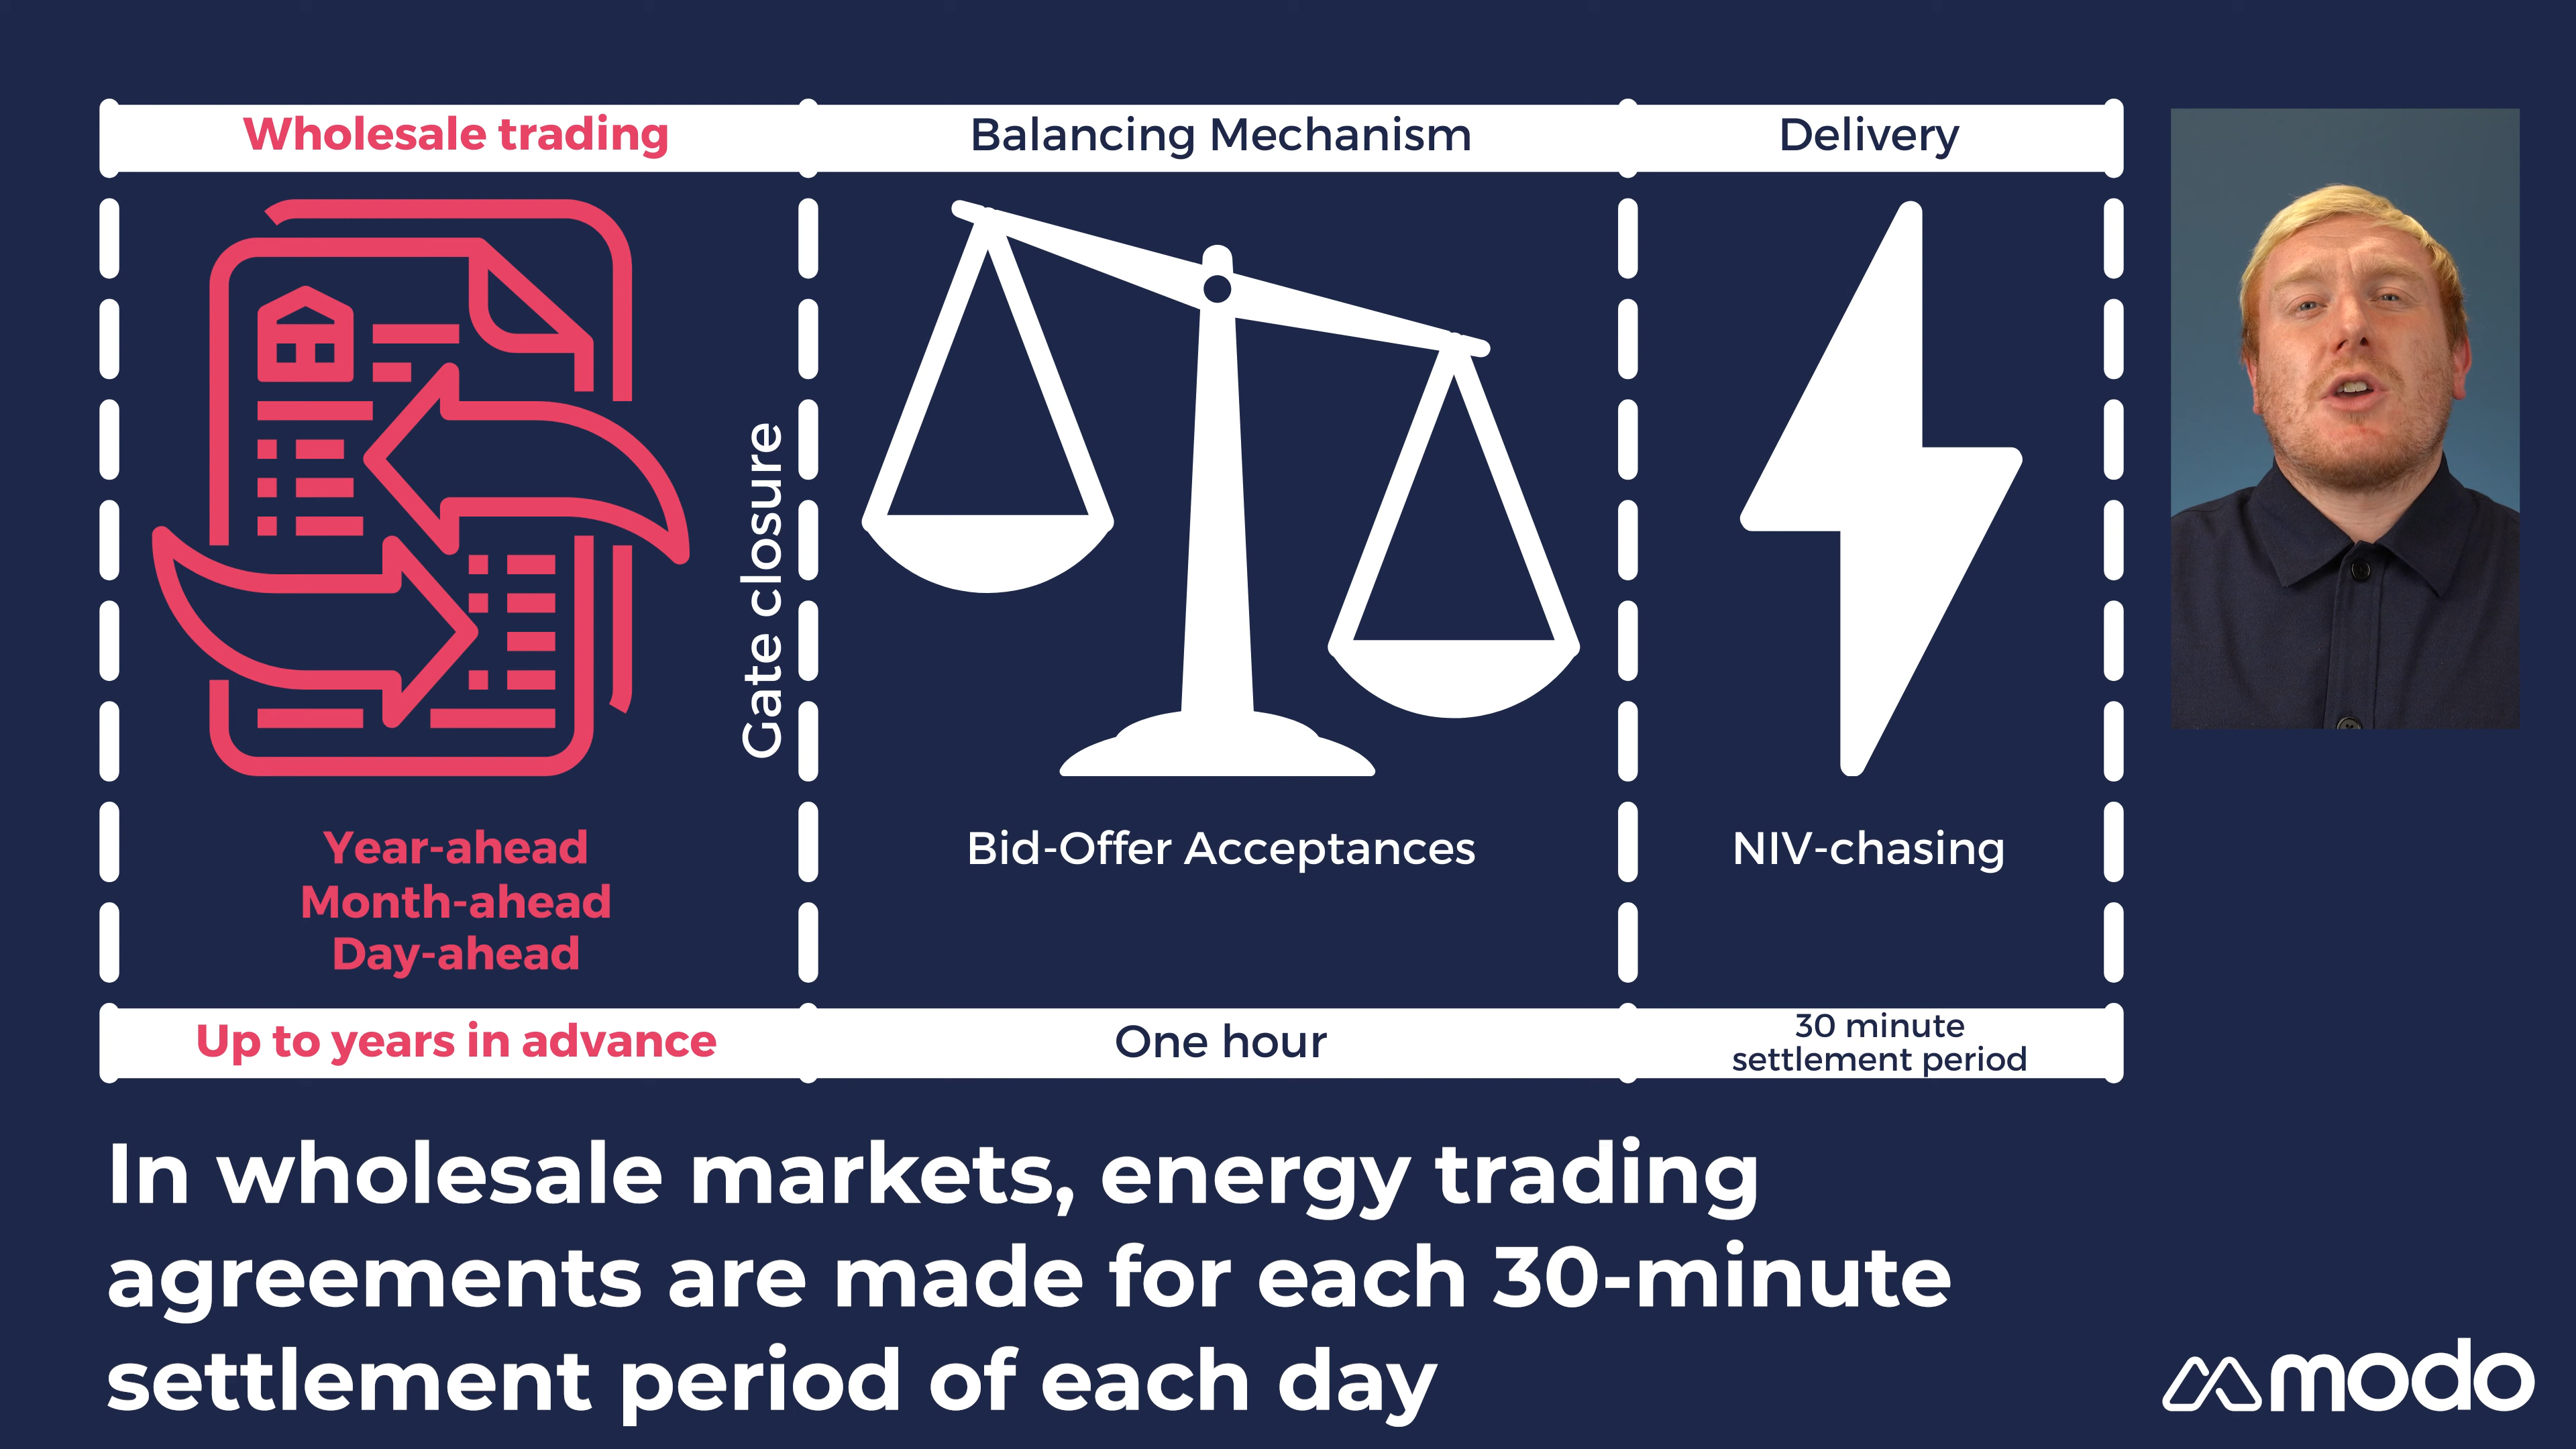 Wholesale trading
Balancing Mechanism
Delivery
Gate closure
Year-ahead
Month-ahead
Day-ahead
Bid-Offer Acceptances
NIV-chasing
Up to years in advance
One hour
30 minute
settlement period
In wholesale markets, energy trading
agreements are made for each 30-minute
settlement period of each day
modo